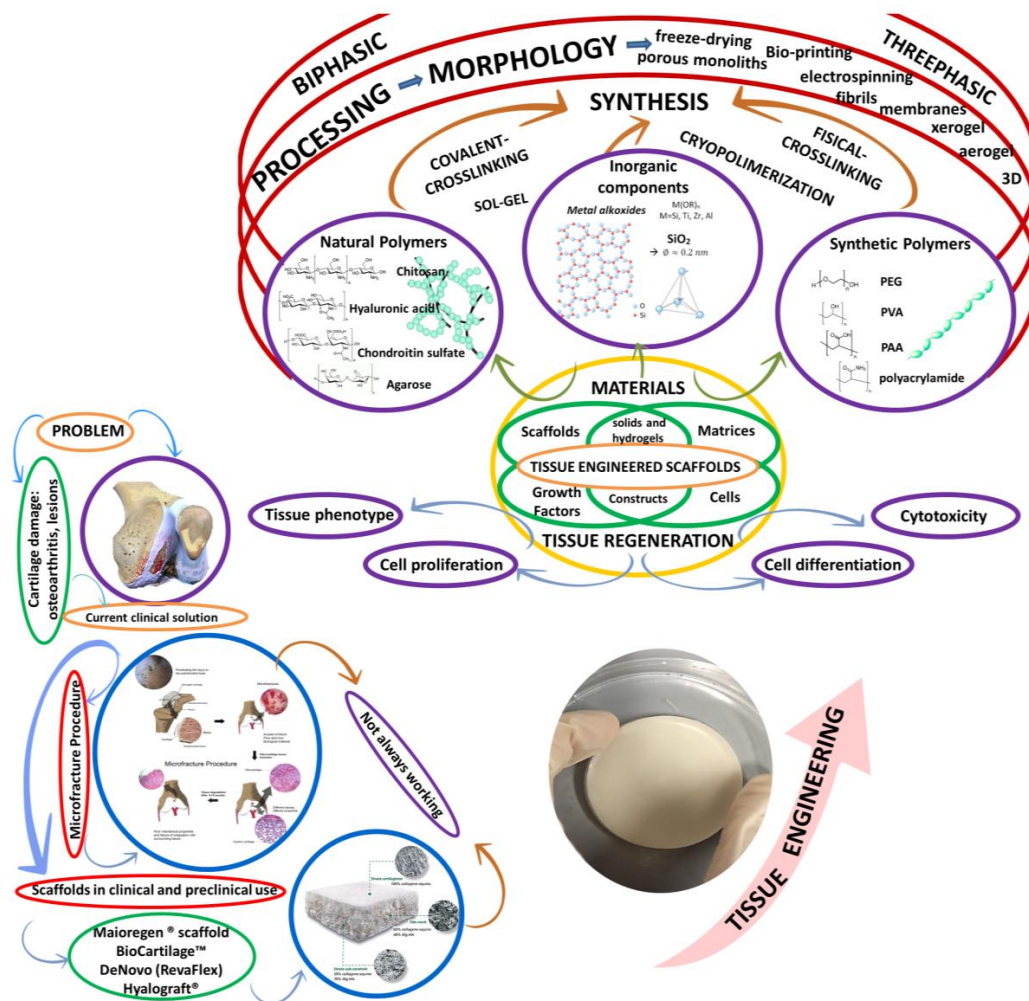 BIPHASIC
THREEPHASIC
PROCESSING
MORPHOLOGY
freeze-drying
porous monoliths
Bio-printing
electrospinning
fibrils
membranes
xerogel
aerogel
3D
SYNTHESIS
COVALENT-
CROSSLINKING
SOL-GEL
CRYOPOLIMERIZATION
FISICAL-
CROSSLINKING
Natural Polymers
Chitosan
Hyaluronic acid
Chondroitin sulfate
Agarose
Inorganic
components
Metal alkoxides
M(OR)n
M=Si, Ti, Zr, Al
SiO₂
→ ∅ ≈ 0.2 nm
O
Si
Synthetic Polymers
PEG
PVA
PAA
polyacrylamide
MATERIALS
Scaffolds
solids and
hydrogels
Matrices
TISSUE ENGINEERED SCAFFOLDS
Growth
Factors
Constructs
Cells
TISSUE REGENERATION
Tissue phenotype
Cell proliferation
Cell differentiation
Cytotoxicity
PROBLEM
Cartilage damage:
osteoarthritis, lesions
Current clinical solution
Microfracture Procedure
Microfracture Procedure
Not always working
Scaffolds in clinical and preclinical use
Maioregen ® scaffold
BioCartilage™
DeNovo (RevaFlex)
Hyalograft®
TISSUE ENGINEERING